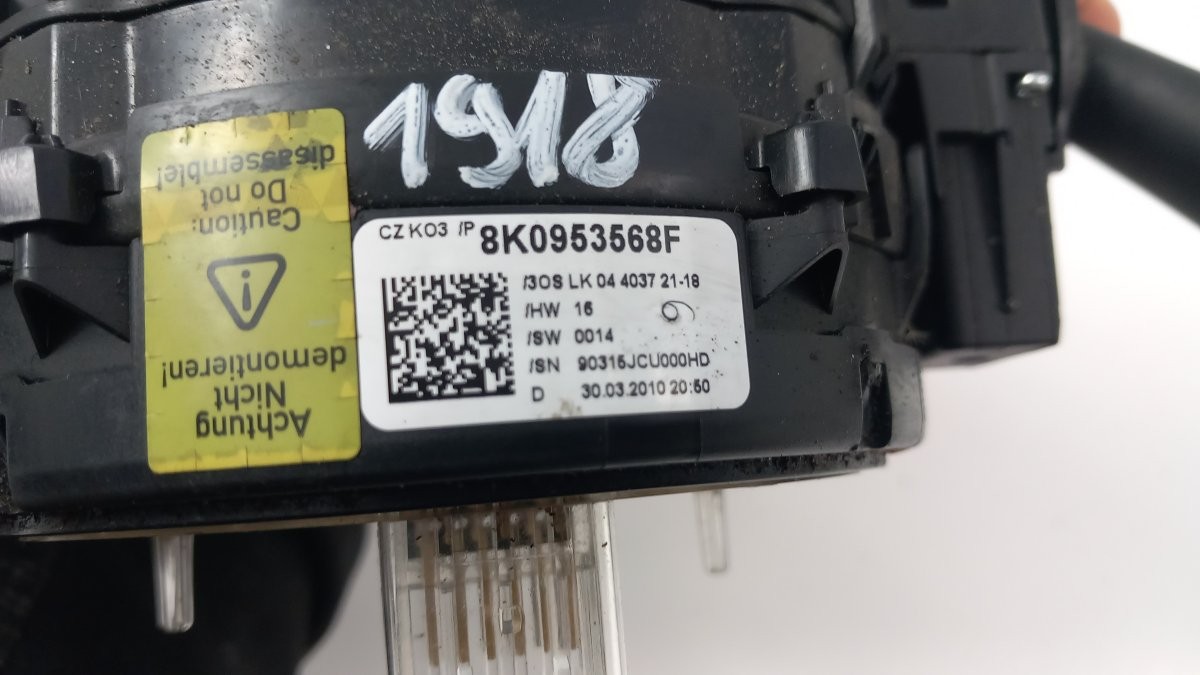 1918
Achtung
Nicht
demontieren!
Caution:
Do not
disassemble!
CZ K03 /P 8K0953568F
/3OS LK 04 4037 21-18
/HW 16
/SW 0014
/SN 90315JCU000HD
D 30.03.2010 20:50